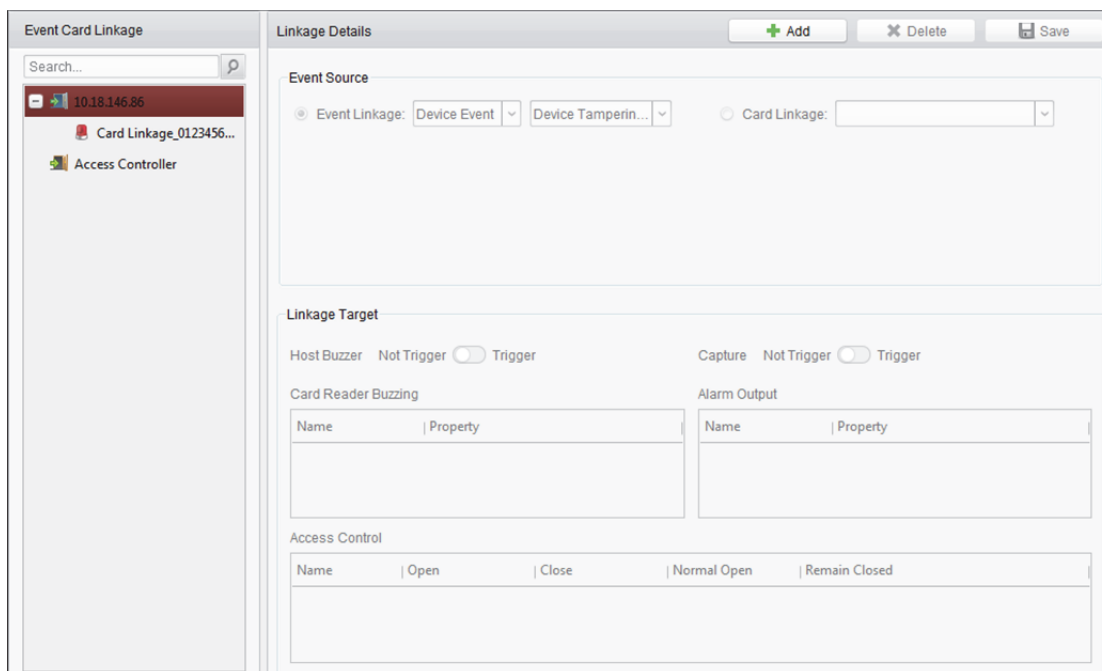 Event Card Linkage
Search...
10.18.146.86
Card Linkage_0123456...
Access Controller
Linkage Details
Add
Delete
Save
Event Source
Event Linkage: Device Event Device Tamperin... Card Linkage:
Linkage Target
Host Buzzer Not Trigger Trigger Capture Not Trigger Trigger
Card Reader Buzzing
Name Property
Alarm Output
Name Property
Access Control
Name Open Close Normal Open Remain Closed